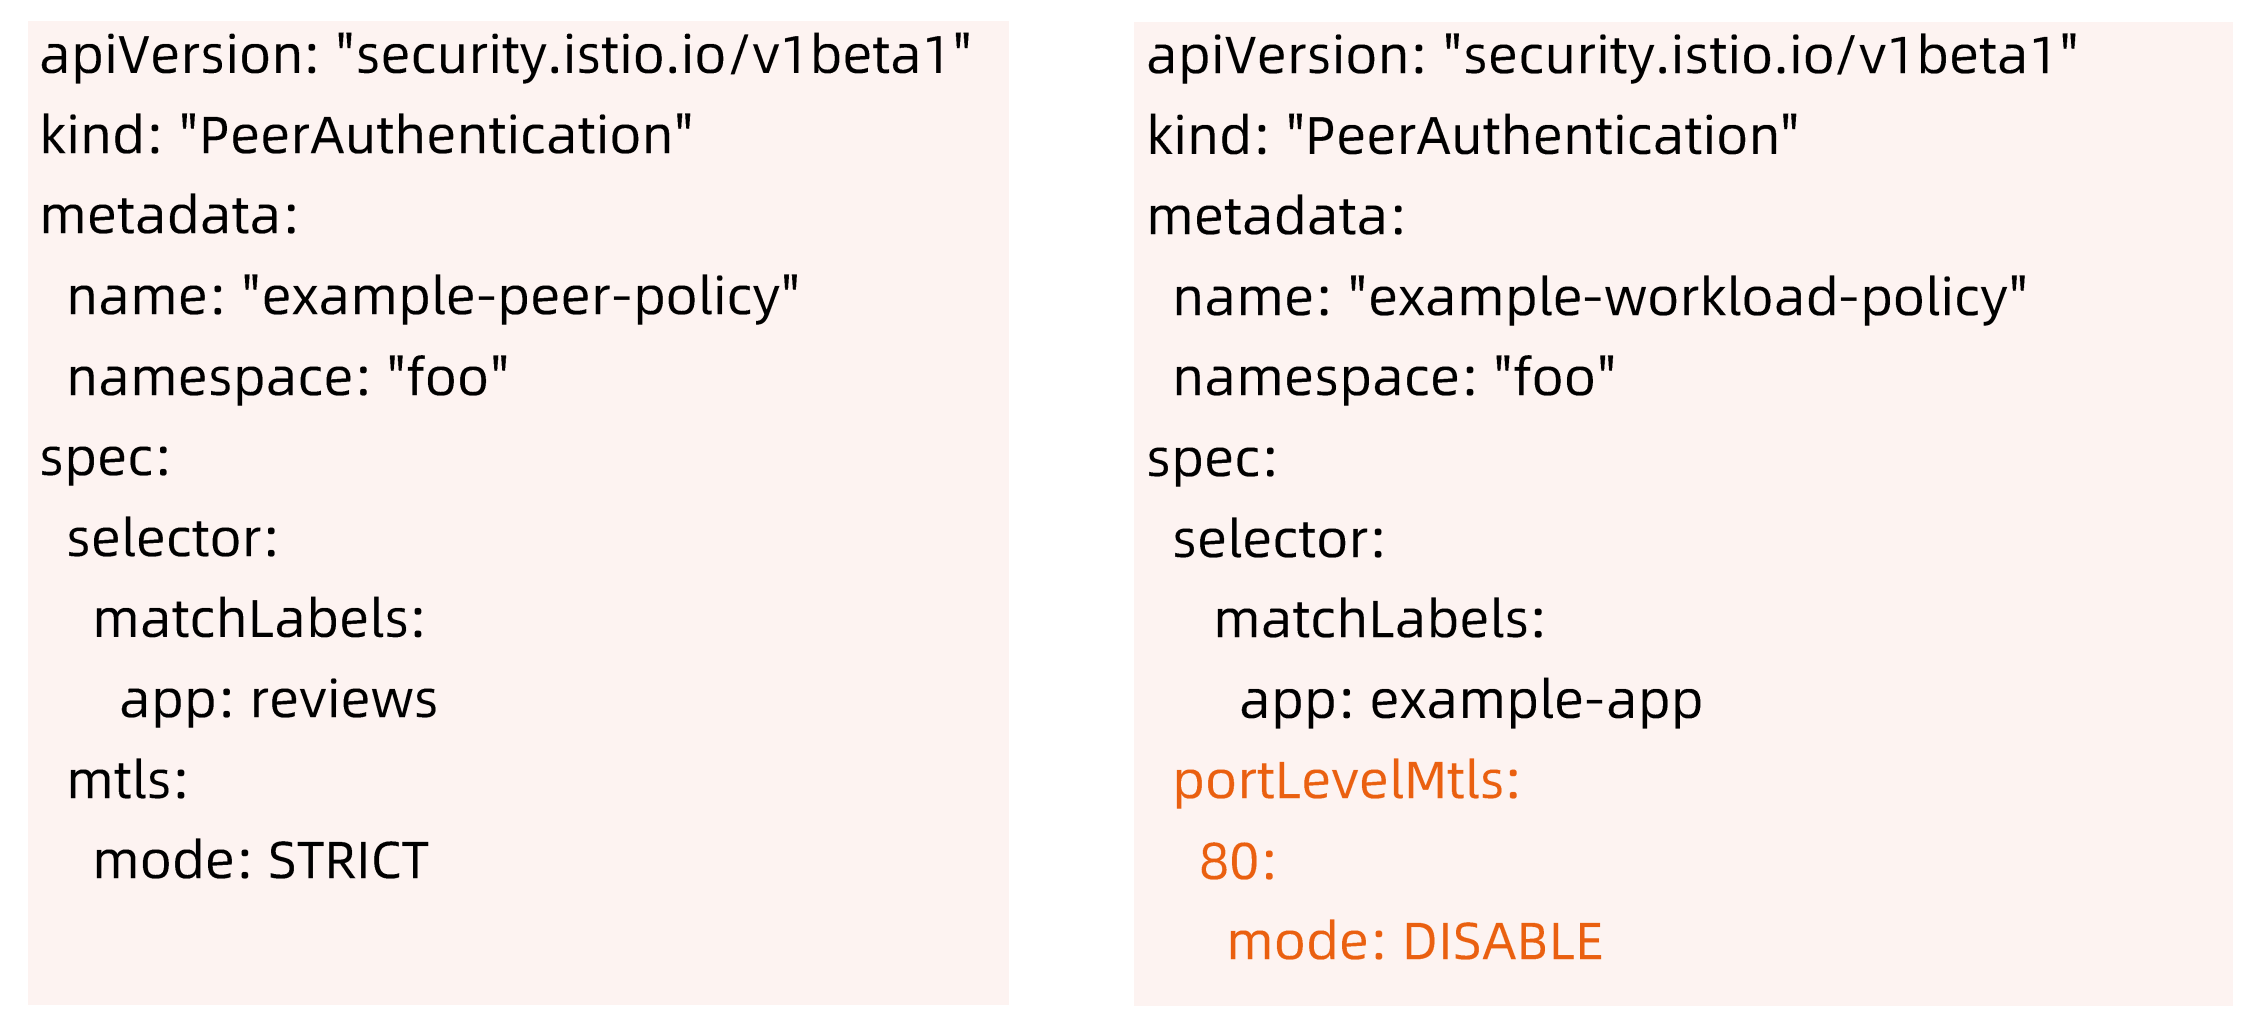 apiVersion: "security.istio.io/v1beta1"
kind: "PeerAuthentication"
metadata:
  name: "example-peer-policy"
  namespace: "foo"
spec:
  selector:
    matchLabels:
      app: reviews
  mtls:
    mode: STRICT
apiVersion: "security.istio.io/v1beta1"
kind: "PeerAuthentication"
metadata:
  name: "example-workload-policy"
  namespace: "foo"
spec:
  selector:
     matchLabels:
       app: example-app
  portLevelMtls:
    80:
      mode: DISABLE